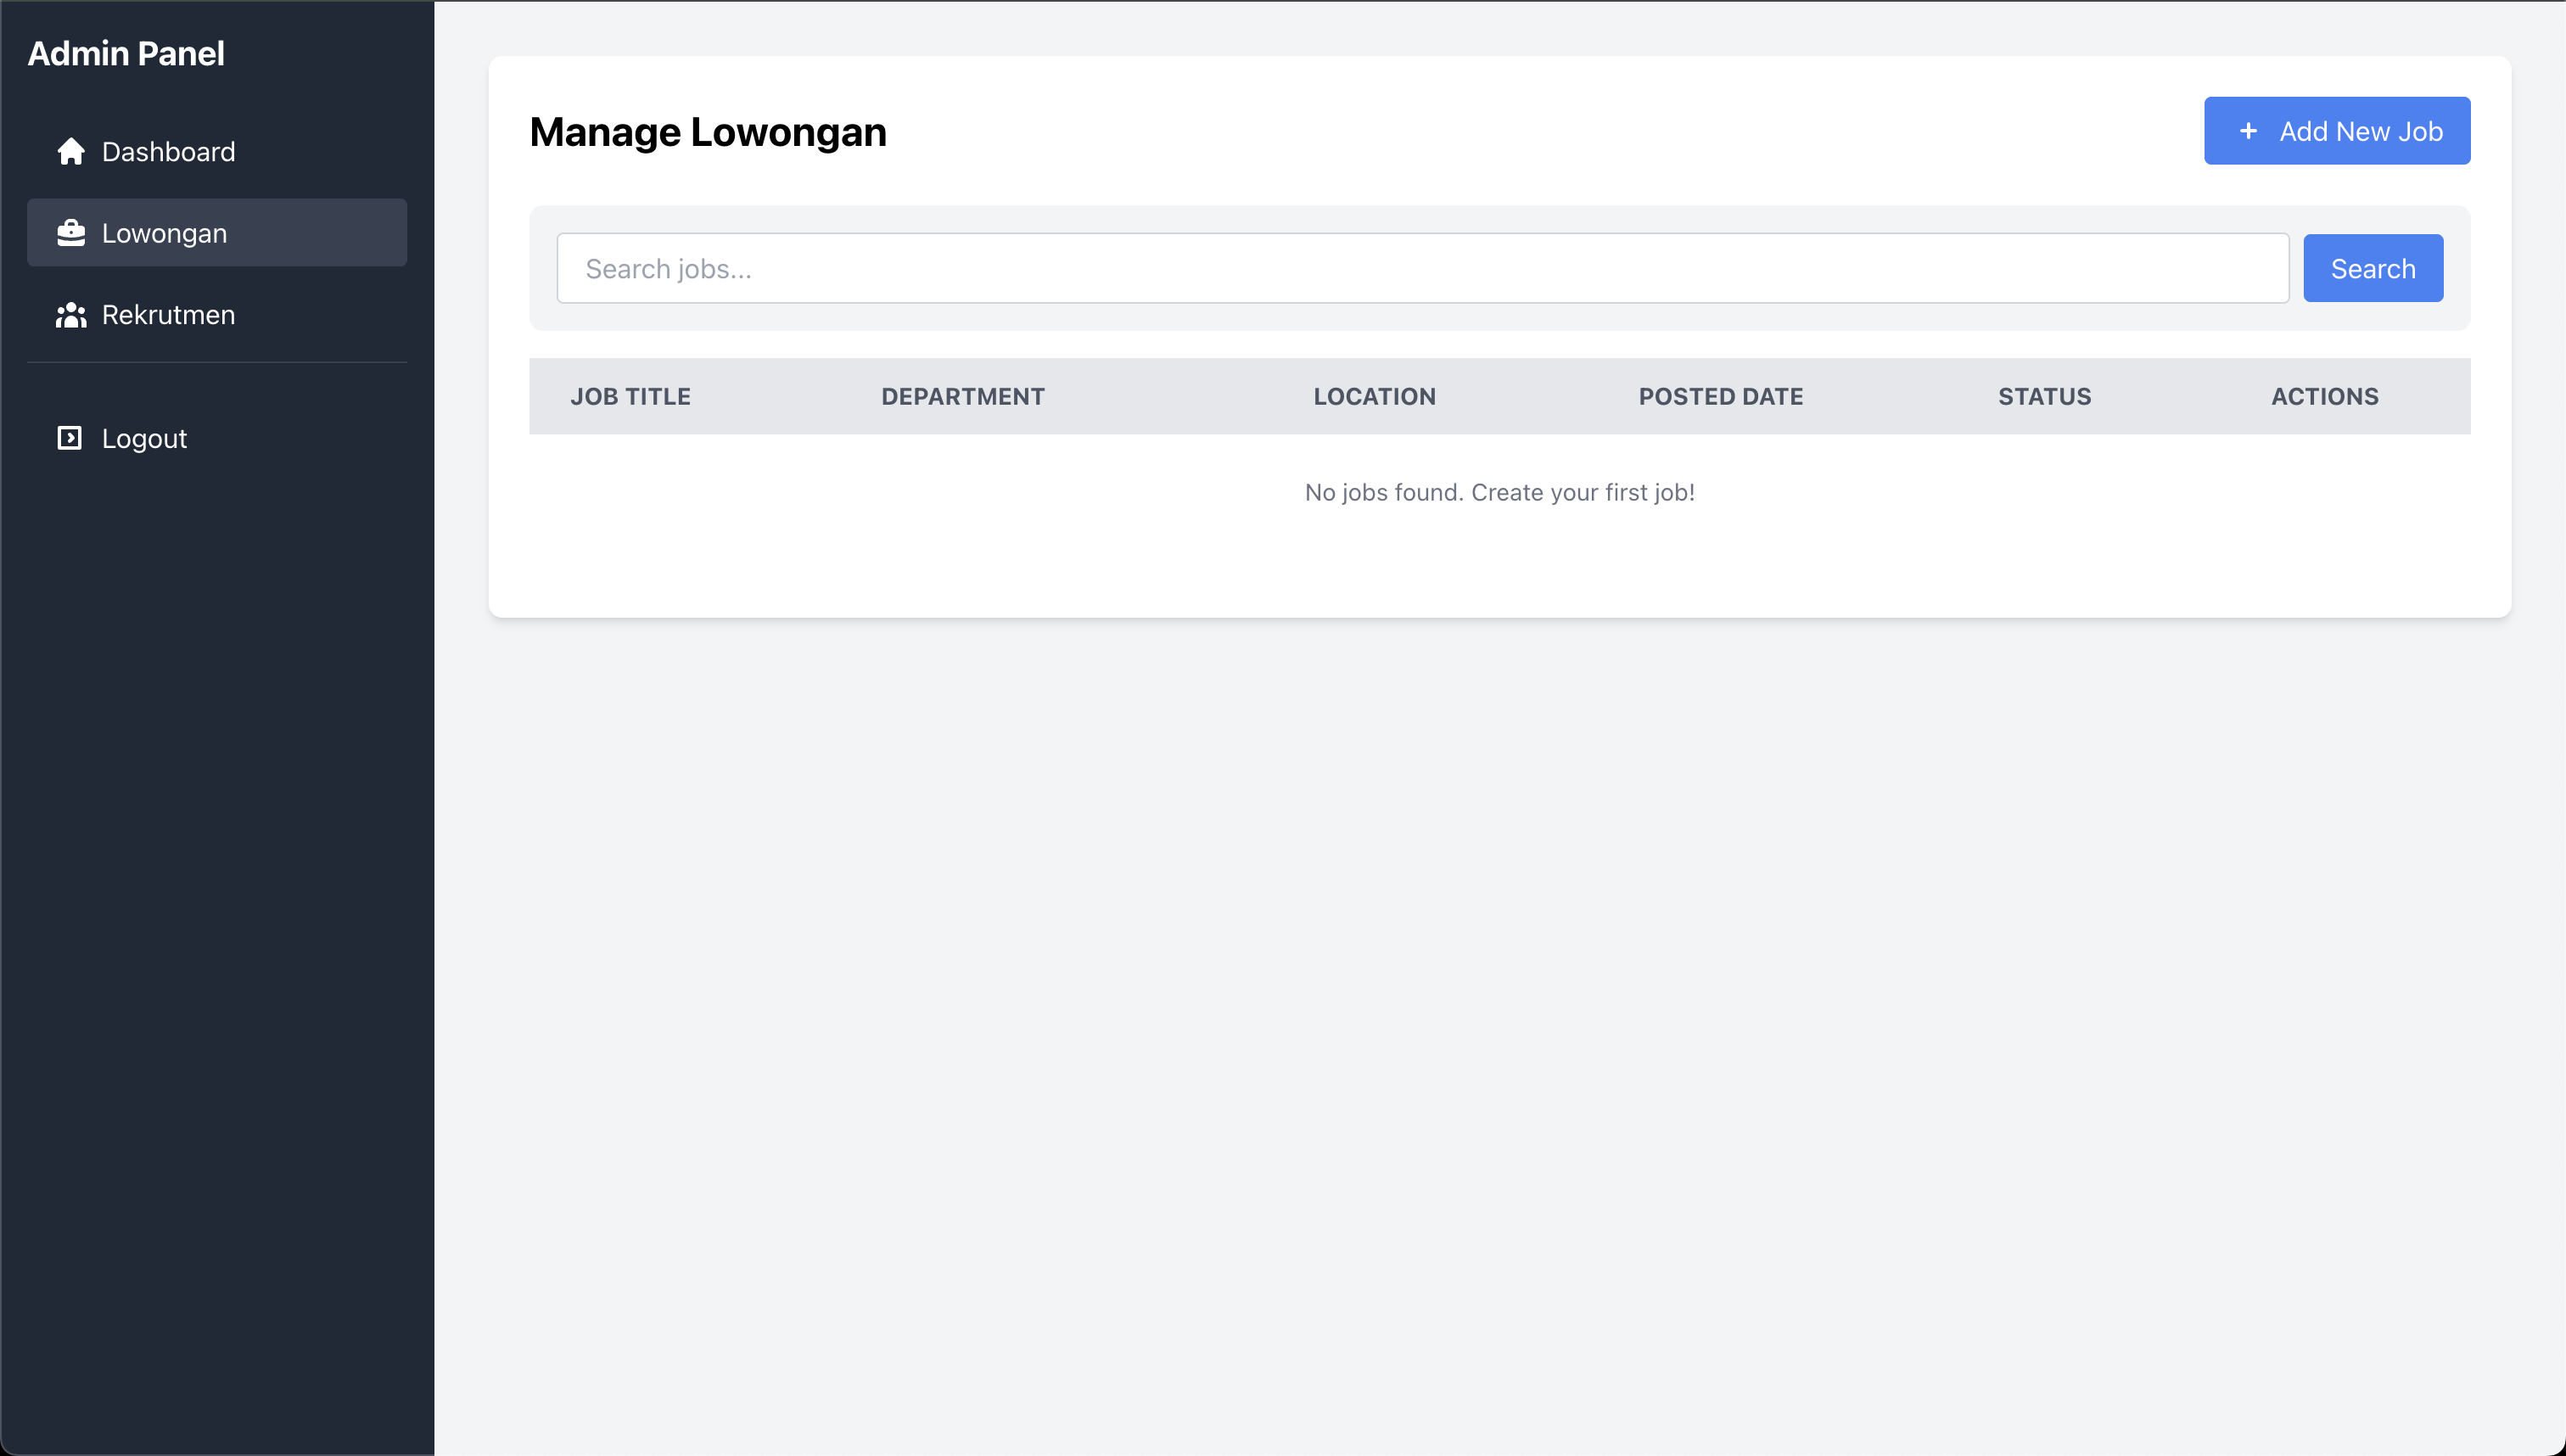 Admin Panel
Dashboard
Lowongan
Rekrutmen
Logout
Manage Lowongan
+ Add New Job
Search jobs...
Search
JOB TITLE DEPARTMENT LOCATION POSTED DATE STATUS ACTIONS
No jobs found. Create your first job!